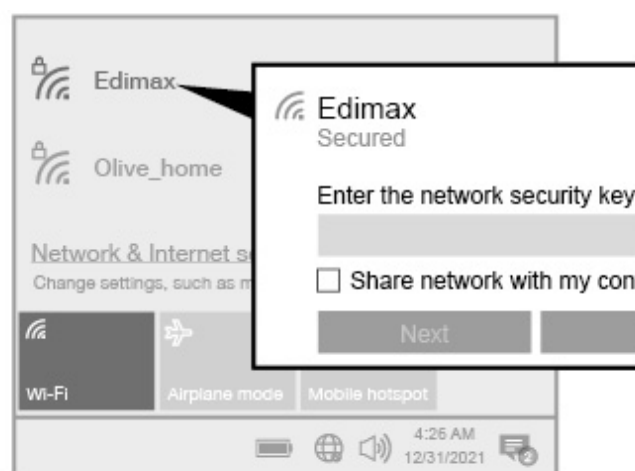 Edimax
Olive_home
Network & Internet
Change settings, such as
Wi-Fi
Airplane mode
Mobile hotspot
4:26 AM
12/31/2021
2
Edimax
Secured
Enter the network security key
Share network with my con
Next